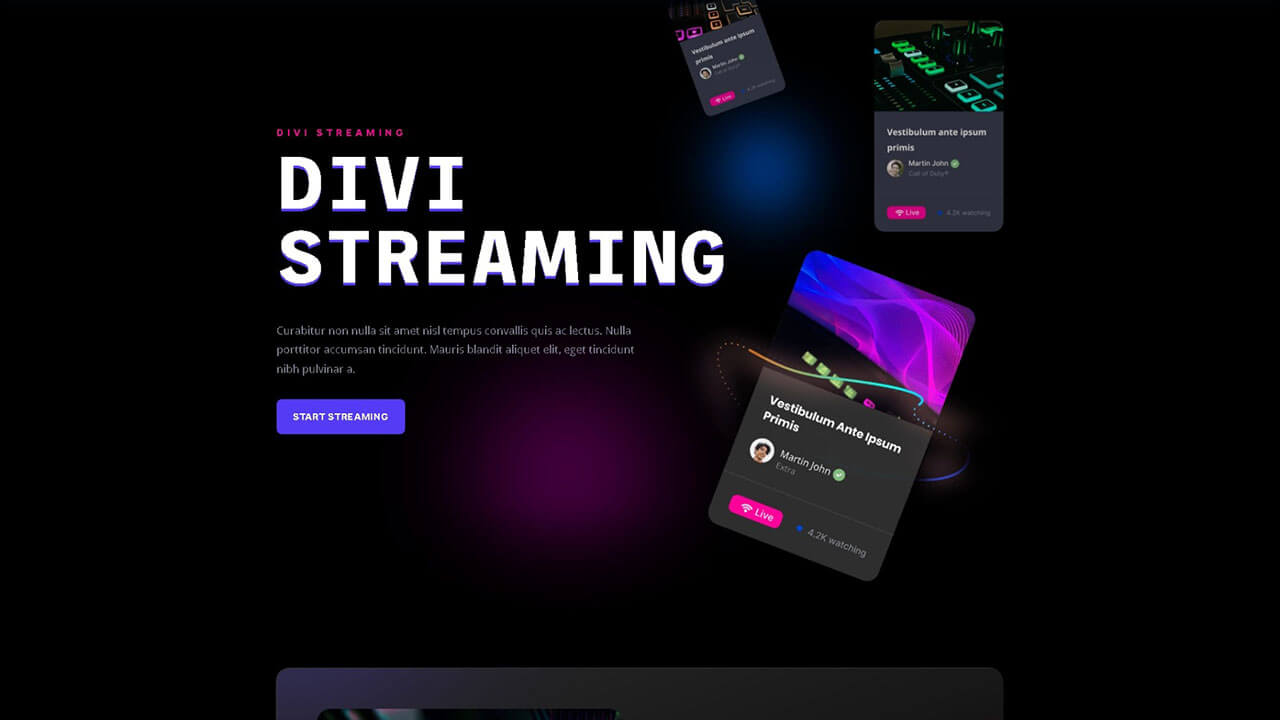 DIVI STREAMING
DIVI
STREAMING
Curabitur non nulla sit amet nisl tempus convallis quis ac lectus. Nulla
porttitor accumsan tincidunt. Mauris blandit aliquet elit, eget tincidunt
nibh pulvinar a.
START STREAMING
Vestibulum ante ipsum
primis
Martin John
Call of Duty®
Live
4.2K watching
Vestibulum ante ipsum
primis
Martin John
Call of Duty®
Live
4.2K watching
Vestibulum Ante Ipsum
Primis
Martin John
Extra
Live
4.2K watching